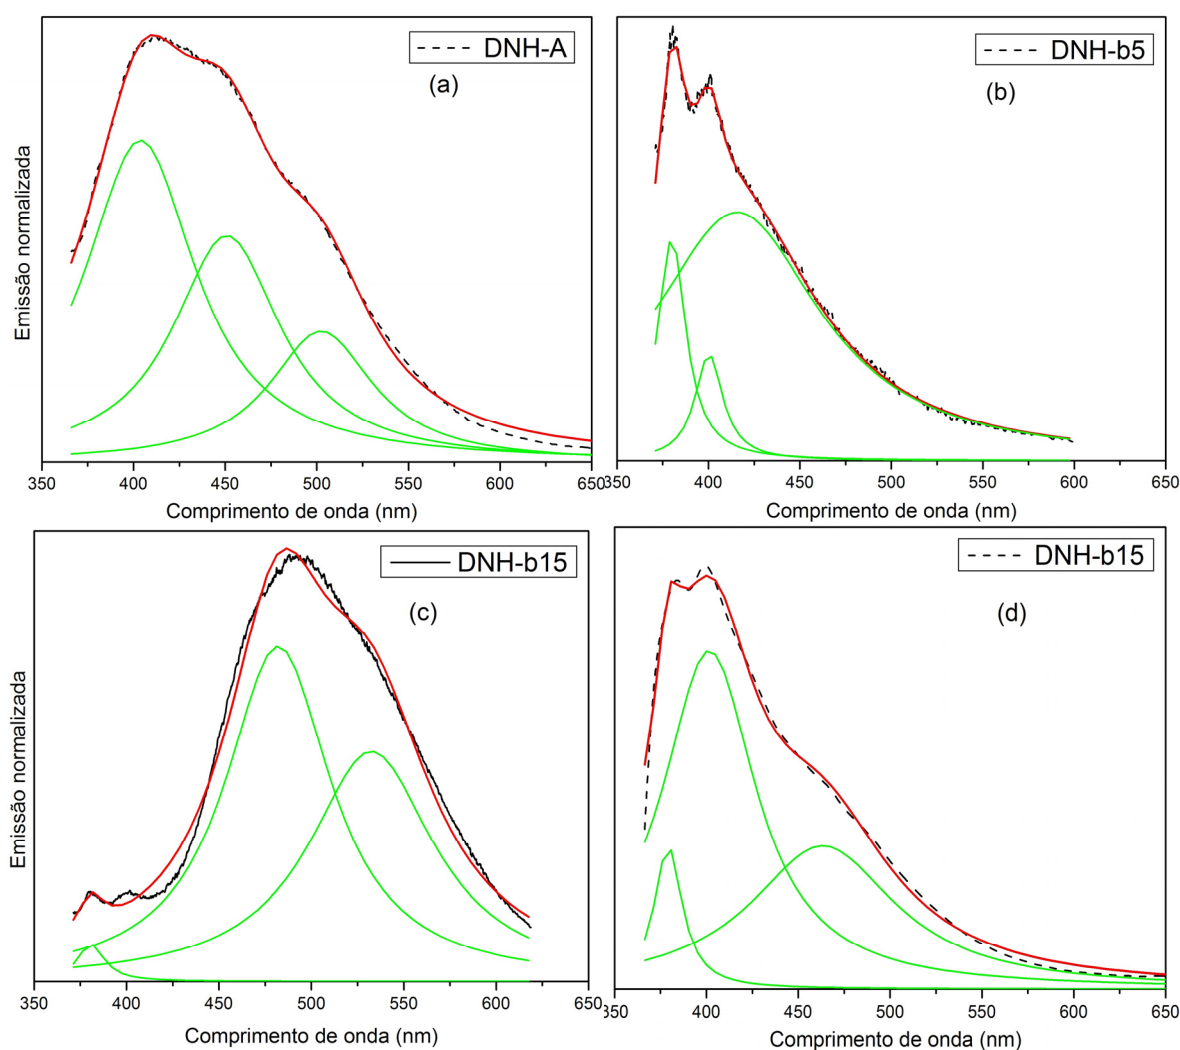 DNH-A
(a)
Emissão normalizada
350 400 450 500 550 600 650
Comprimento de onda (nm)
DNH-b5
(b)
350 400 450 500 550 600 650
Comprimento de onda (nm)
DNH-b15
(c)
Emissão normalizada
350 400 450 500 550 600 650
Comprimento de onda (nm)
DNH-b15
(d)
400 450 500 550 600 650
Comprimento de onda (nm)